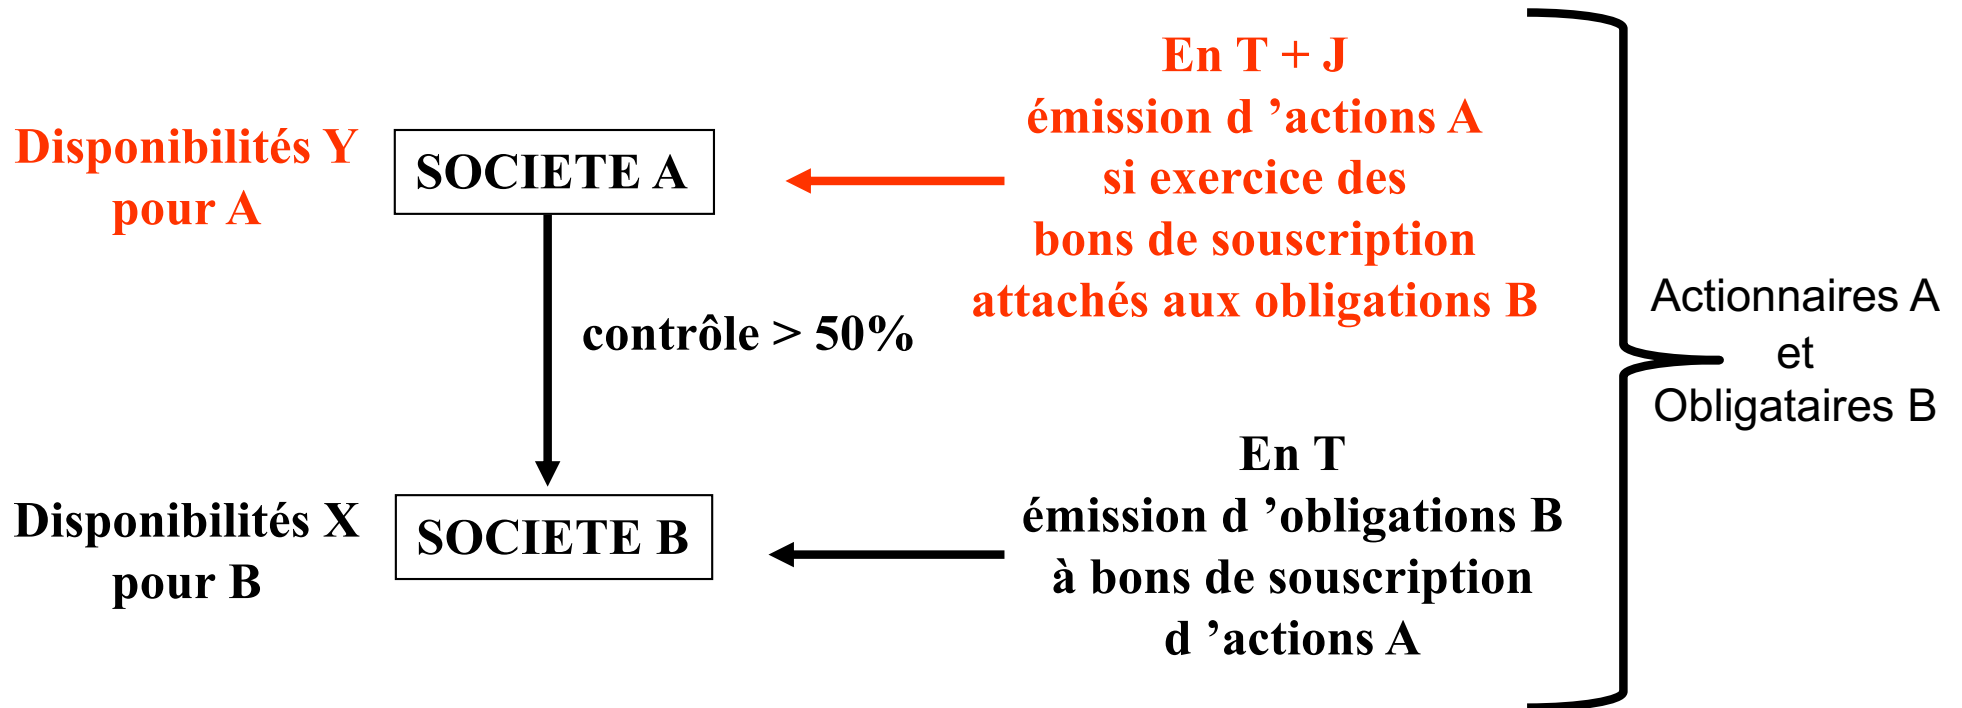 En T + J
émission d ’actions A
si exercice des
bons de souscription
attachés aux obligations B
Disponibilités Y
pour A
SOCIETE A
contrôle > 50%
Actionnaires A
et
Obligataires B
Disponibilités X
pour B
SOCIETE B
En T
émission d ’obligations B
à bons de souscription
d ’actions A